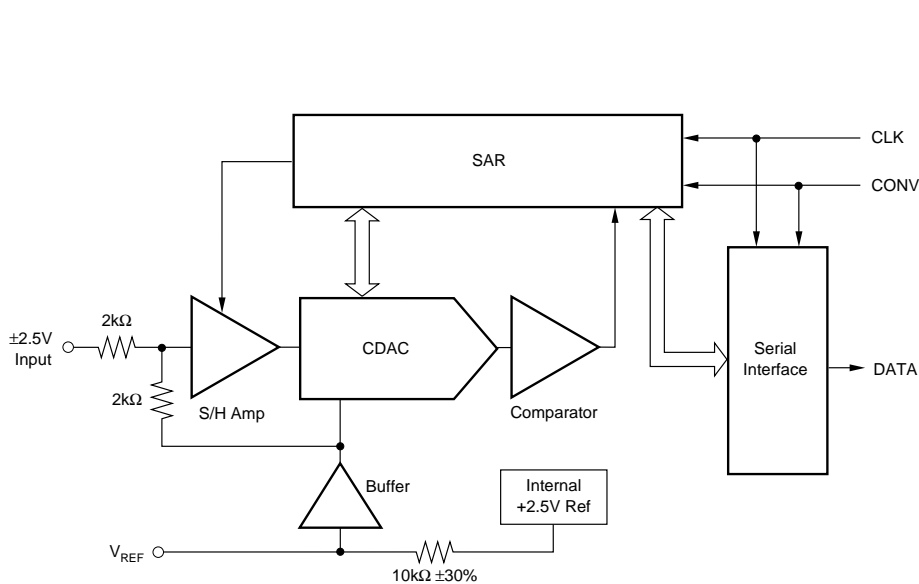 SAR
CLK
CONV
±2.5V
Input
2kΩ
2kΩ
S/H Amp
CDAC
Comparator
Serial
Interface
DATA
Buffer
Internal
+2.5V Ref
VREF
10kΩ ±30%